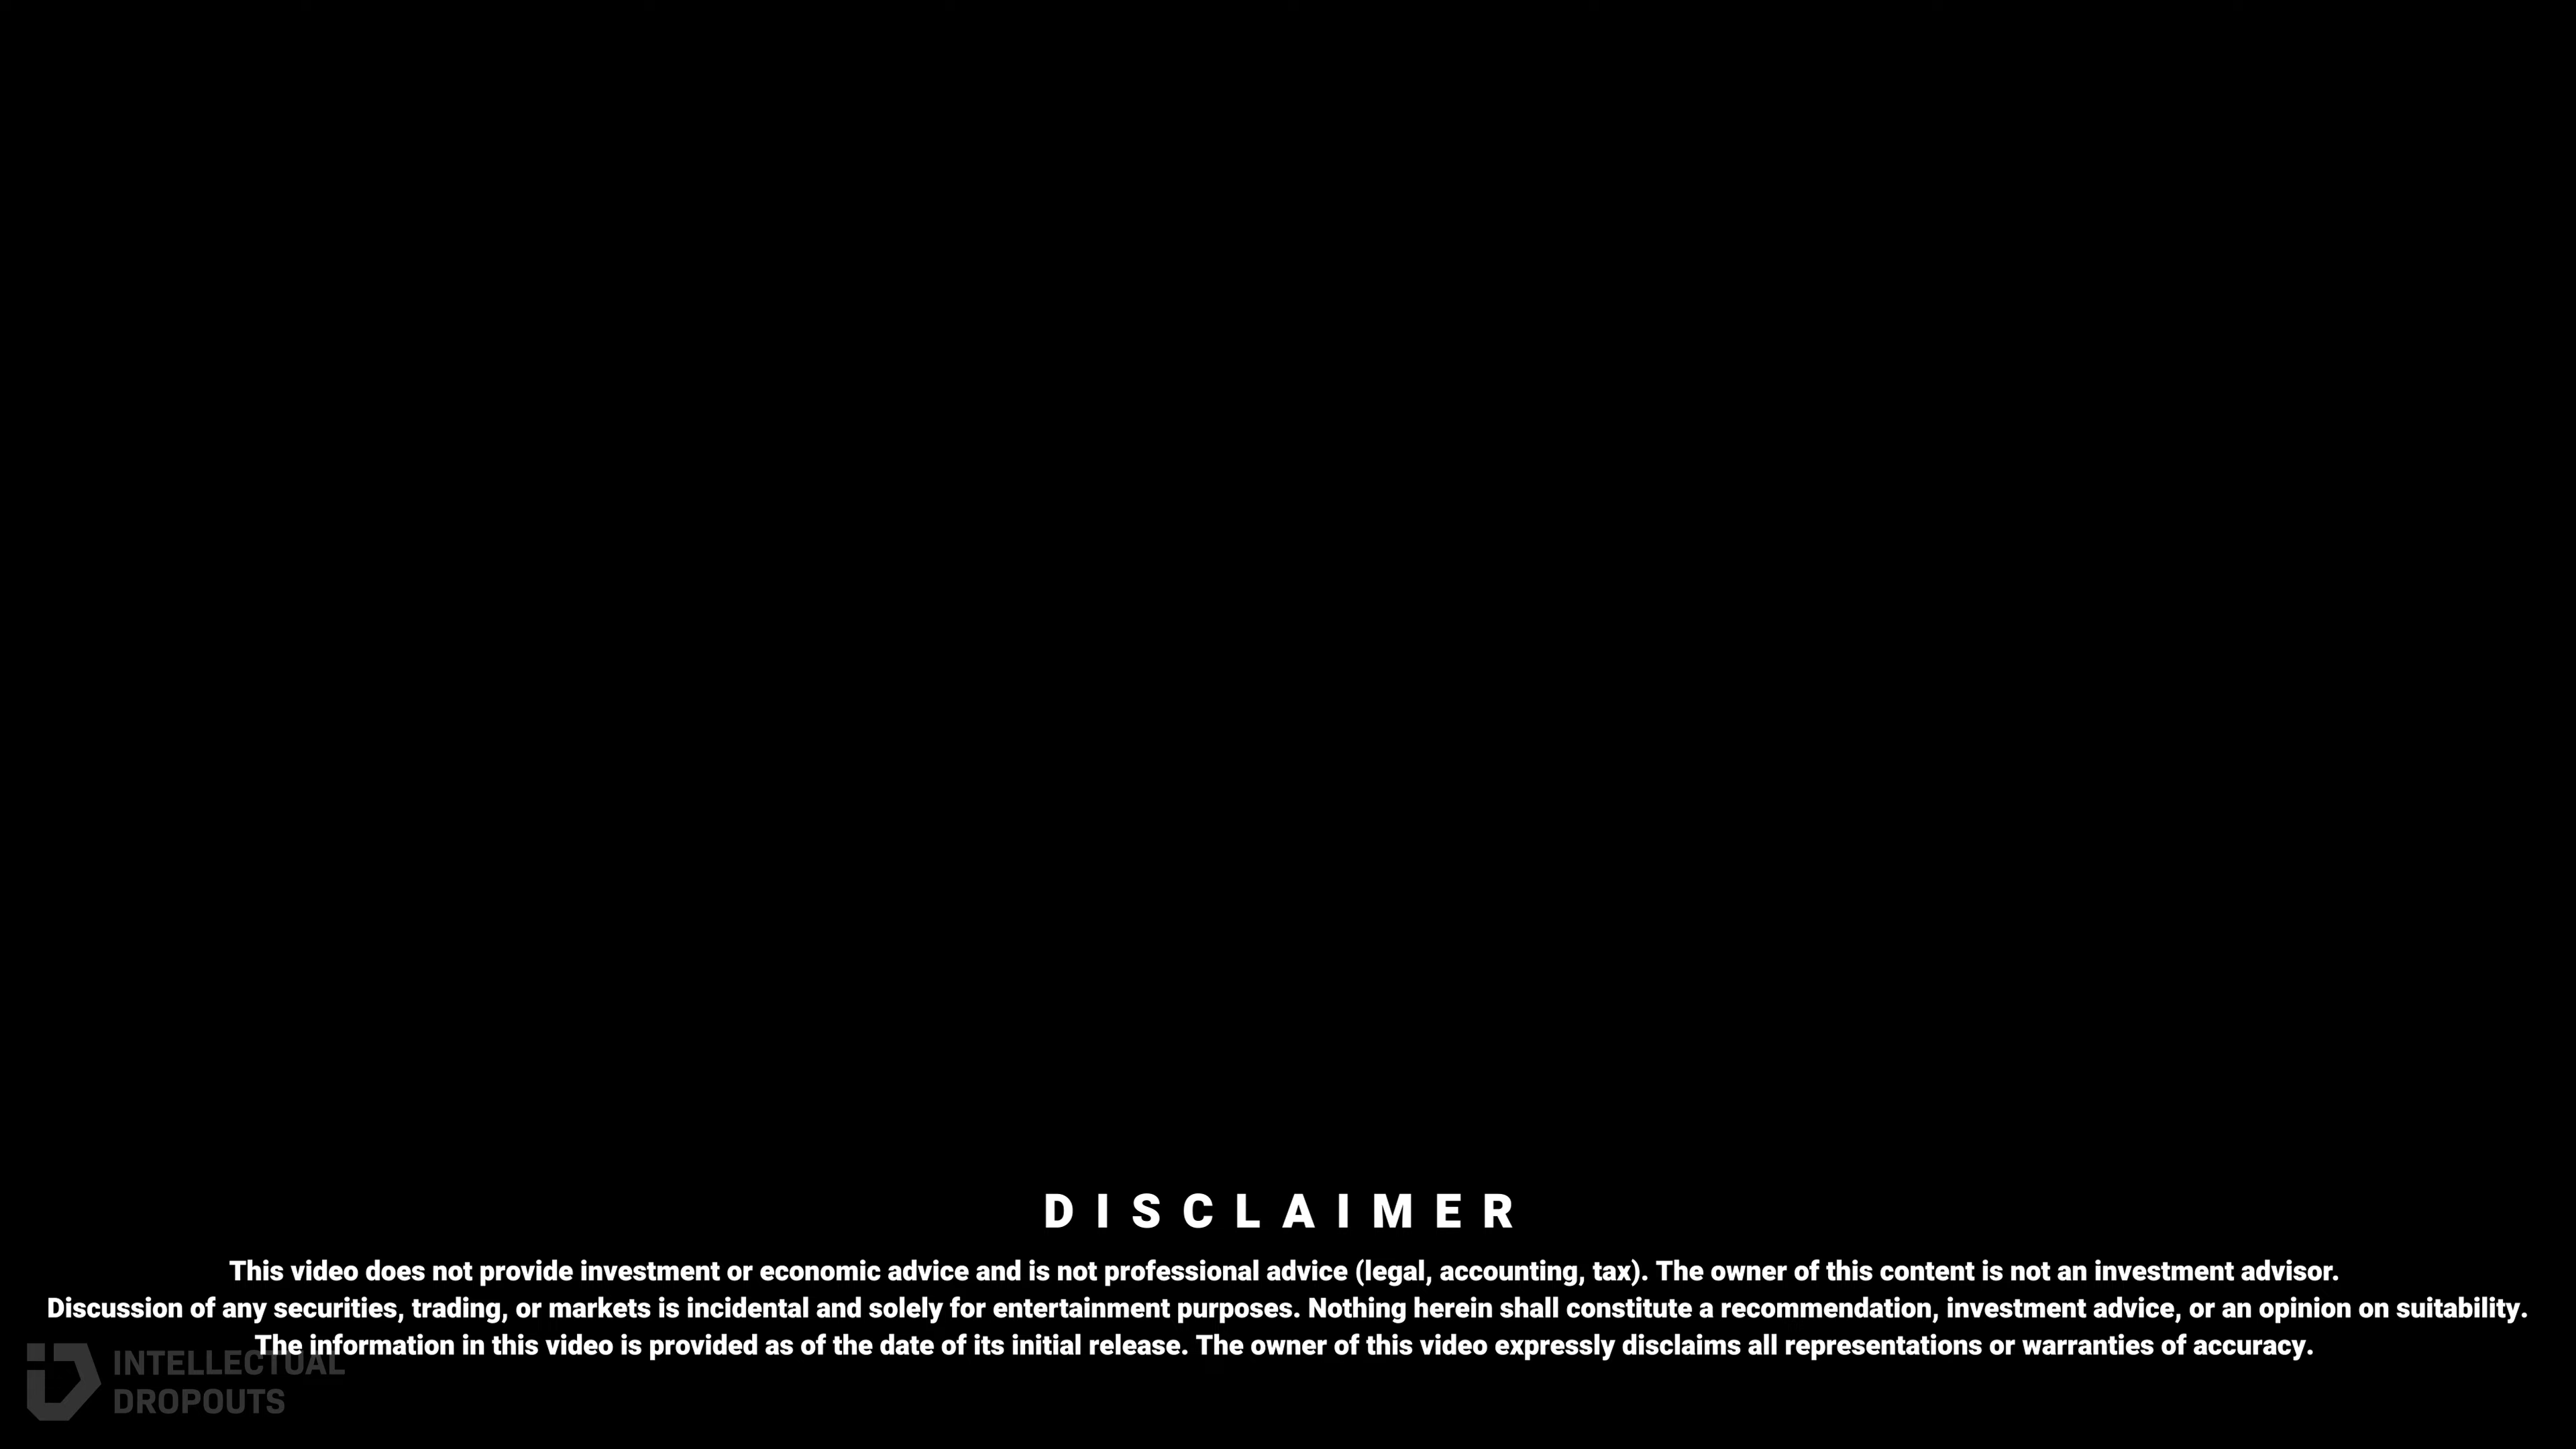 DISCLAIMER
This video does not provide investment or economic advice and is not professional advice (legal, accounting, tax). The owner of this content is not an investment advisor.
Discussion of any securities, trading, or markets is incidental and solely for entertainment purposes. Nothing herein shall constitute a recommendation, investment advice, or an opinion on suitability.
The information in this video is provided as of the date of its initial release. The owner of this video expressly disclaims all representations or warranties of accuracy.
INTELLECTUAL
DROPOUTS